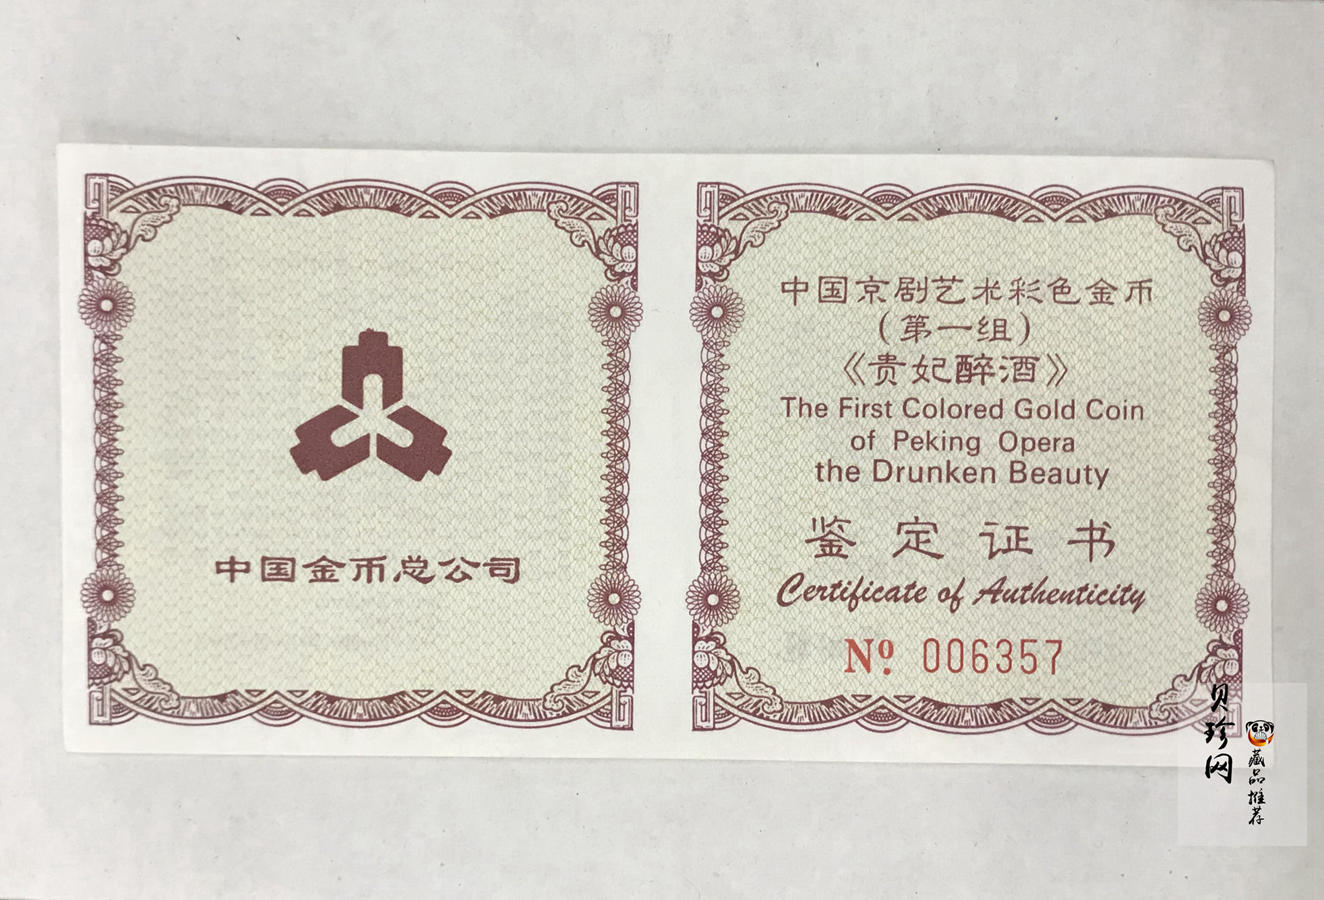 中国金币总公司
中国京剧艺术彩色金币
(第一组)
《贵妃醉酒》
The First Colored Gold Coin
of Peking Opera
the Drunken Beauty
鉴定证书
Certificate of Authenticity
Nº 006357
贝珍网
藏品推荐